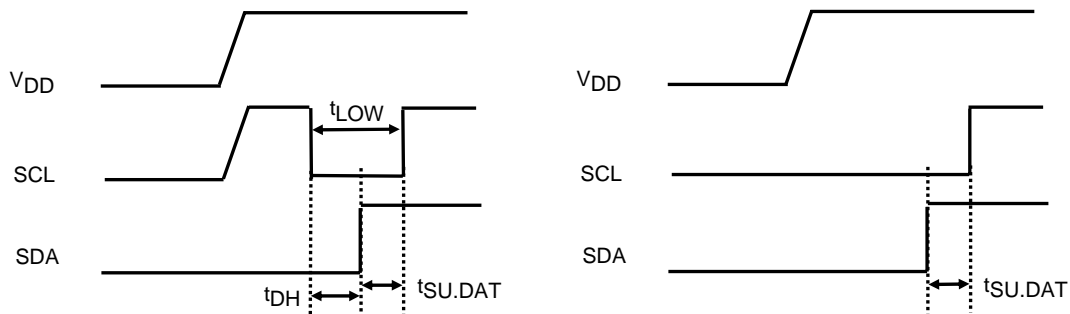 VDD
tLOW
SCL
SDA
tDH
tSU.DAT
VDD
SCL
SDA
tSU.DAT